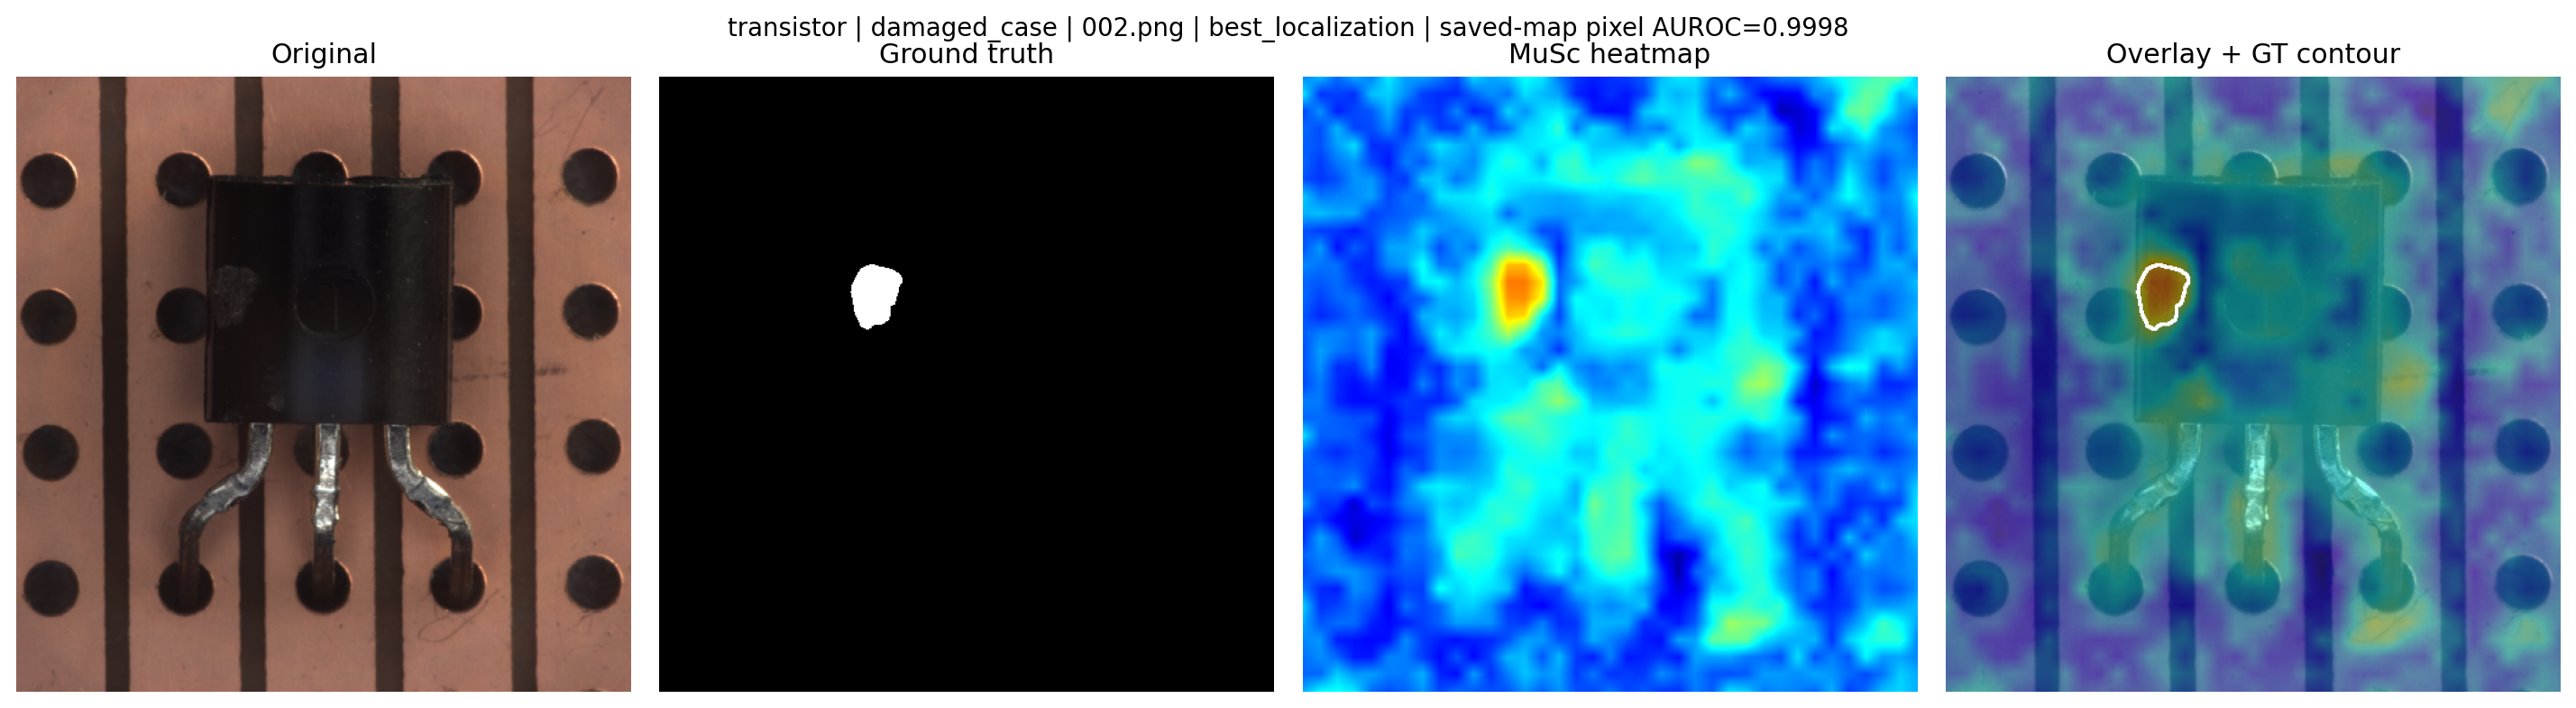 transistor | damaged_case | 002.png | best_localization | saved-map pixel AUROC=0.9998
Original
Ground truth
MuSc heatmap
Overlay + GT contour